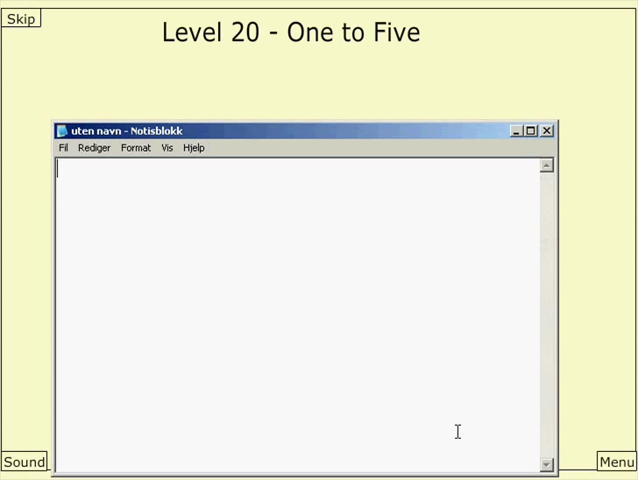 Skip
Level 20 - One to Five
uten navn - Notisblokk
Fil Rediger Format Vis Hjelp
Sound
Menu